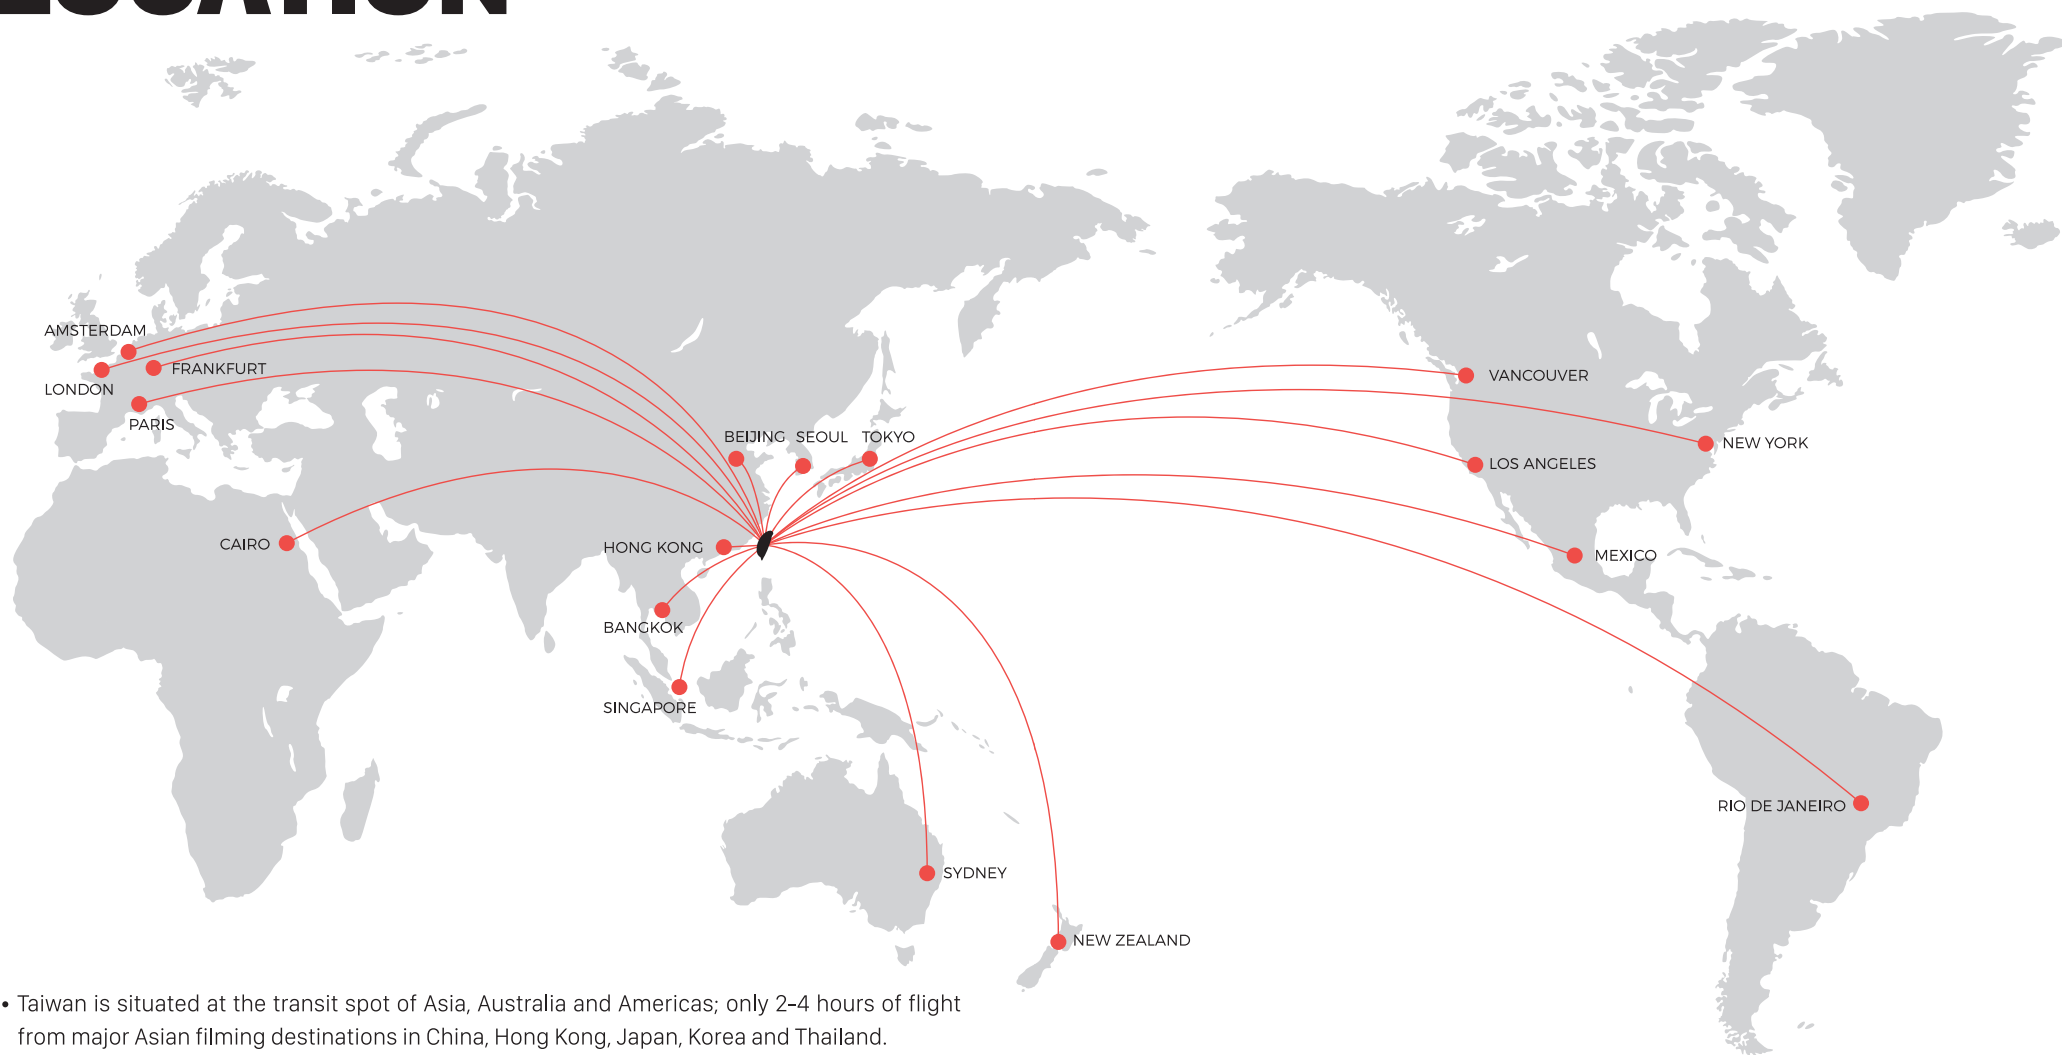 LOCATION
AMSTERDAM
LONDON
FRANKFURT
PARIS
BEIJING
SEOUL
TOKYO
VANCOUVER
NEW YORK
LOS ANGELES
CAIRO
HONG KONG
MEXICO
BANGKOK
SINGAPORE
RIO DE JANEIRO
SYDNEY
NEW ZEALAND
• Taiwan is situated at the transit spot of Asia, Australia and Americas; only 2-4 hours of flight
from major Asian filming destinations in China, Hong Kong, Japan, Korea and Thailand.